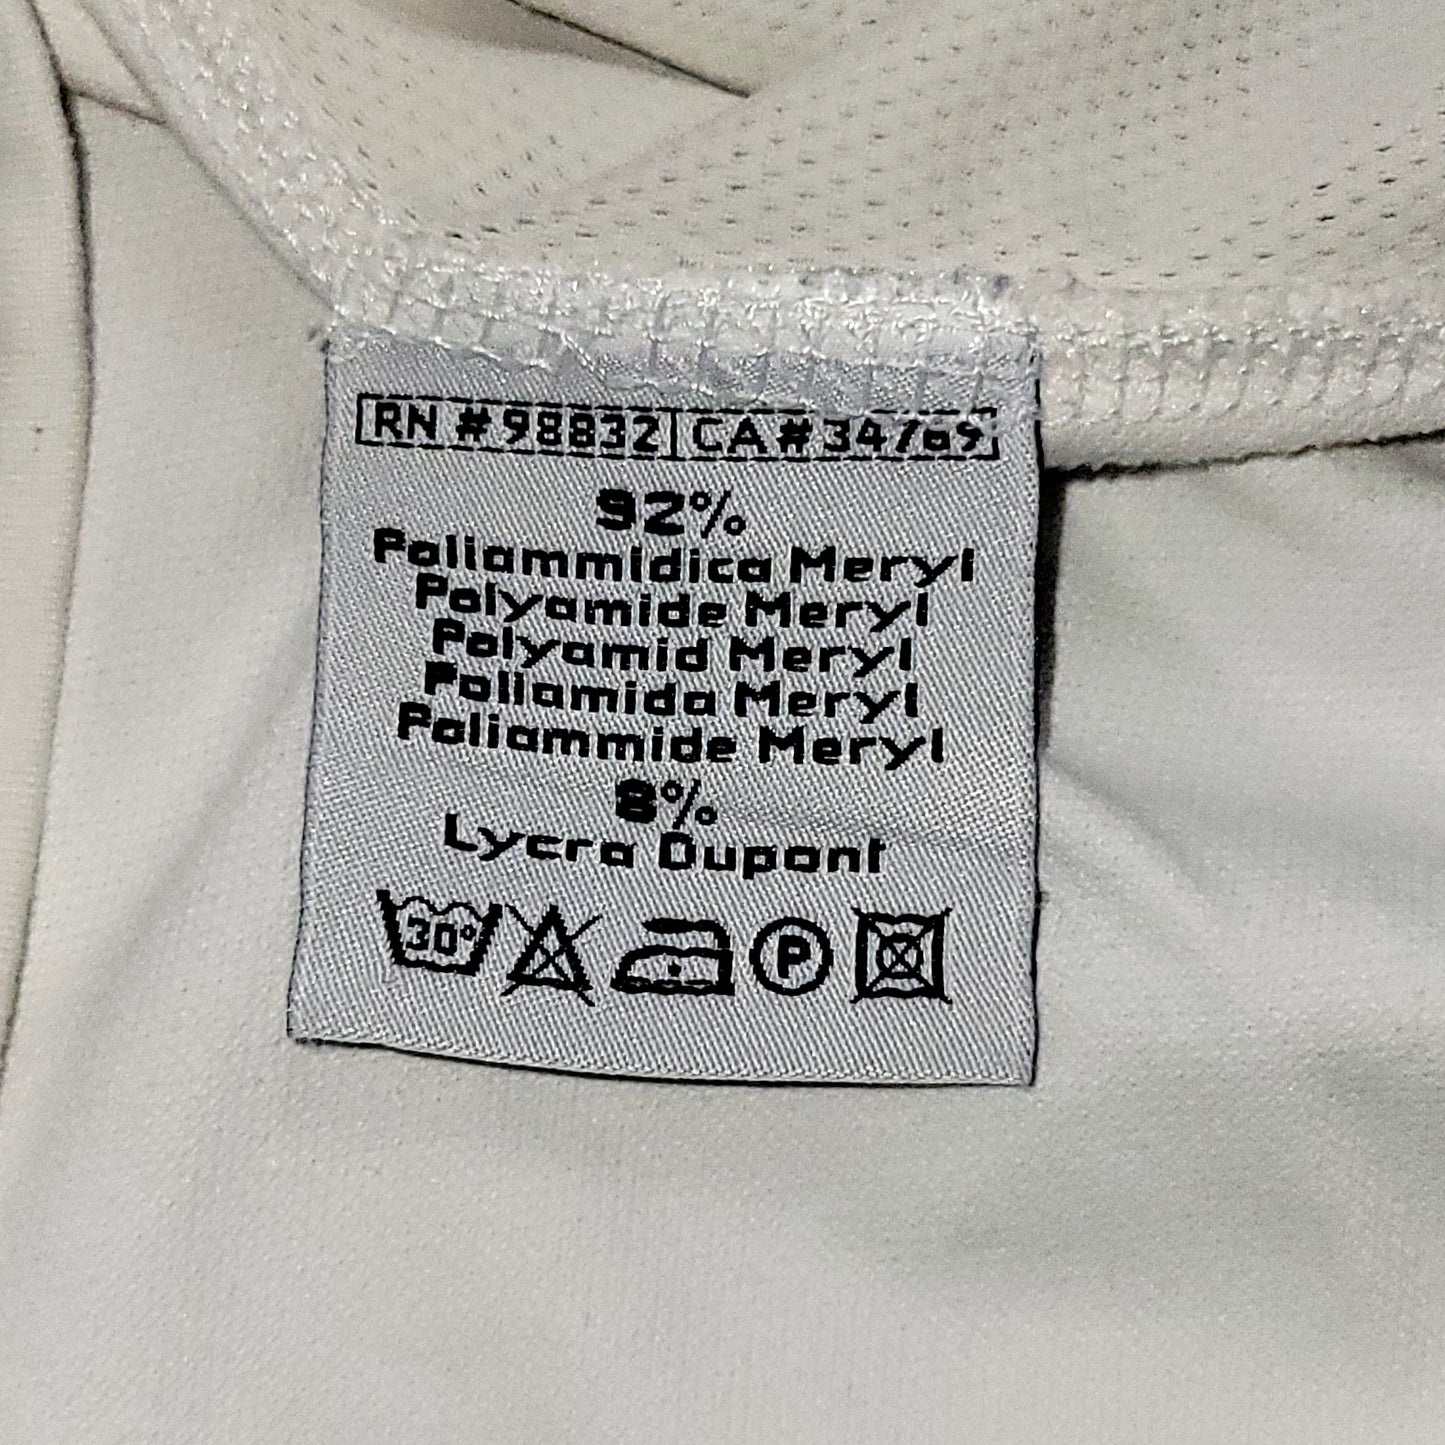 RN #98832 CA #34769
92%
Poliammidica Meryl
Polyamide Meryl
Polyamid Meryl
Poliamida Meryl
Poliammide Meryl
8%
Lycra Dupont
30° P